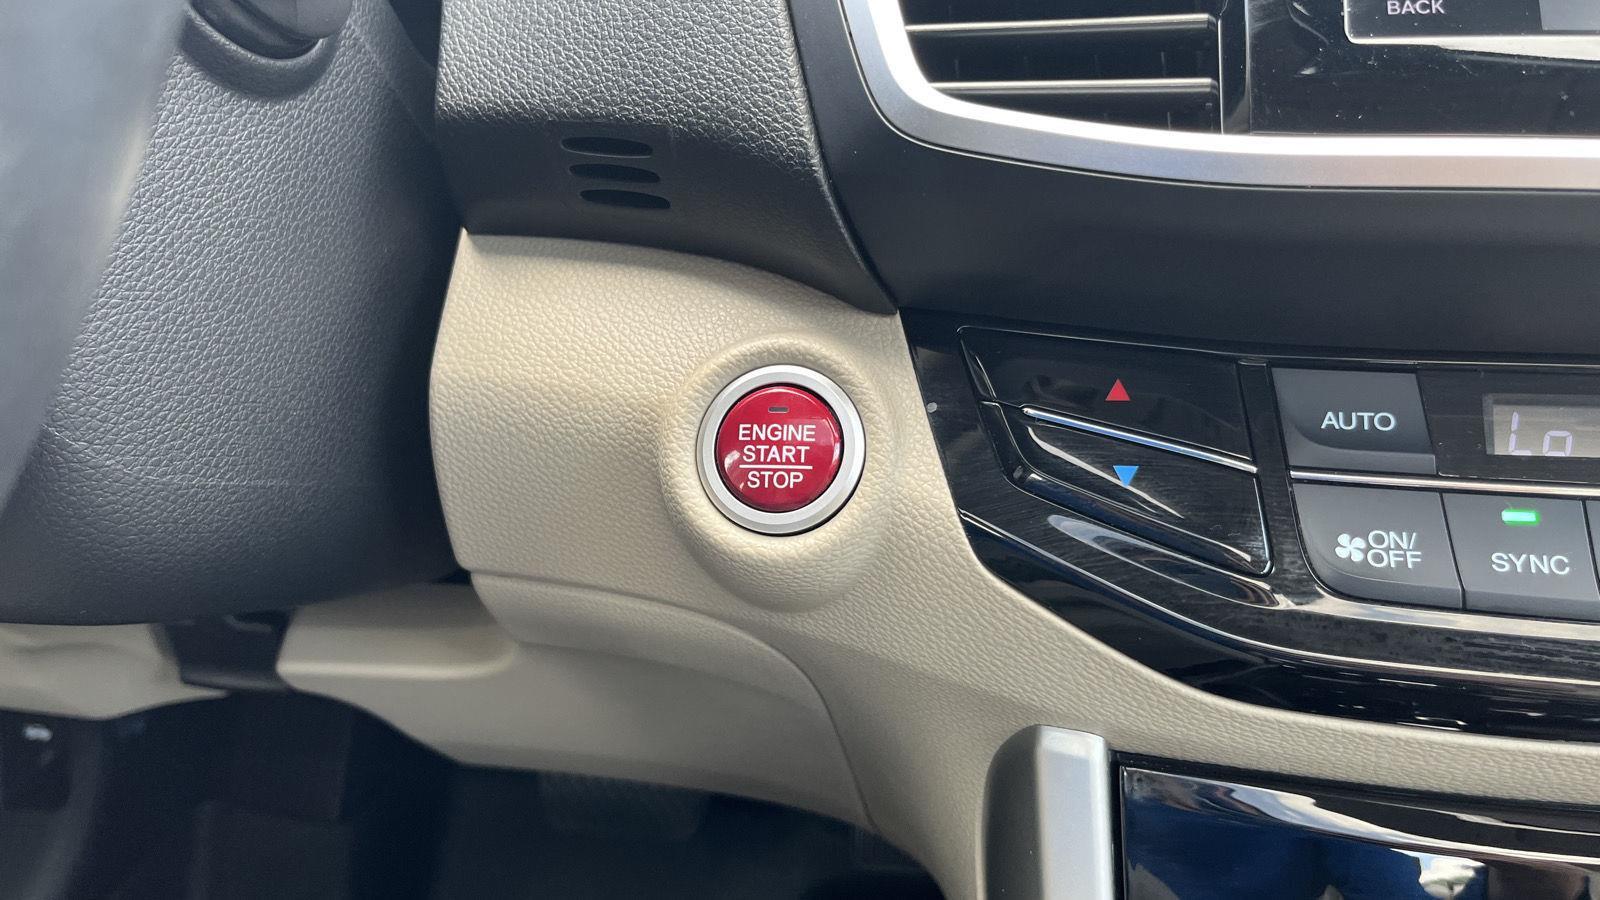 BACK
AUTO
Lo
ENGINE
START
STOP
ON/
OFF
SYNC